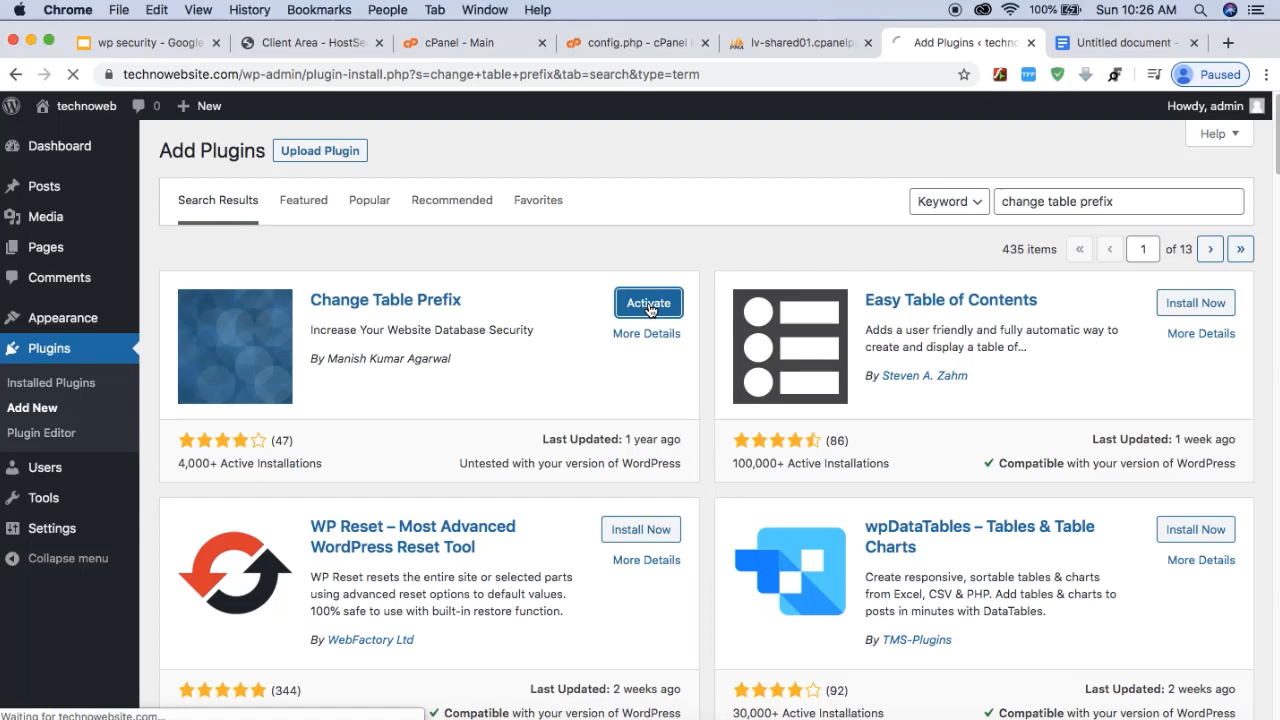 Chrome File Edit View History Bookmarks People Tab Window Help 100% Sun 10:26 AM
wp security - Google Client Area - HostSe cPanel - Main config.php - cPanel lv-shared01.cpanelp Add Plugins ‹ techno Untitled document -
technowebsite.com/wp-admin/plugin-install.php?s=change+table+prefix&tab=search&type=term Paused
technoweb 0 New Howdy, admin
Help
Dashboard
Posts
Media
Pages
Comments
Appearance
Plugins
Installed Plugins
Add New
Plugin Editor
Users
Tools
Settings
Collapse menu
Add Plugins Upload Plugin
Search Results Featured Popular Recommended Favorites Keyword change table prefix
435 items « ‹ 1 of 13 › »
Change Table Prefix
Activate
More Details
Increase Your Website Database Security
By Manish Kumar Agarwal
(47) Last Updated: 1 year ago
4,000+ Active Installations Untested with your version of WordPress
Easy Table of Contents
Install Now
More Details
Adds a user friendly and fully automatic way to
create and display a table of...
By Steven A. Zahm
(86) Last Updated: 1 week ago
100,000+ Active Installations Compatible with your version of WordPress
WP Reset – Most Advanced
WordPress Reset Tool
Install Now
More Details
WP Reset resets the entire site or selected parts
using advanced reset options to default values.
100% safe to use with built-in restore function.
By WebFactory Ltd
(344) Last Updated: 2 weeks ago
Compatible with your version of WordPress
wpDataTables – Tables & Table
Charts
Install Now
More Details
Create responsive, sortable tables & charts
from Excel, CSV & PHP. Add tables & charts to
posts in minutes with DataTables.
By TMS-Plugins
(92) Last Updated: 2 weeks ago
30,000+ Active Installations Compatible with your version of WordPress
Waiting for technowebsite.com...